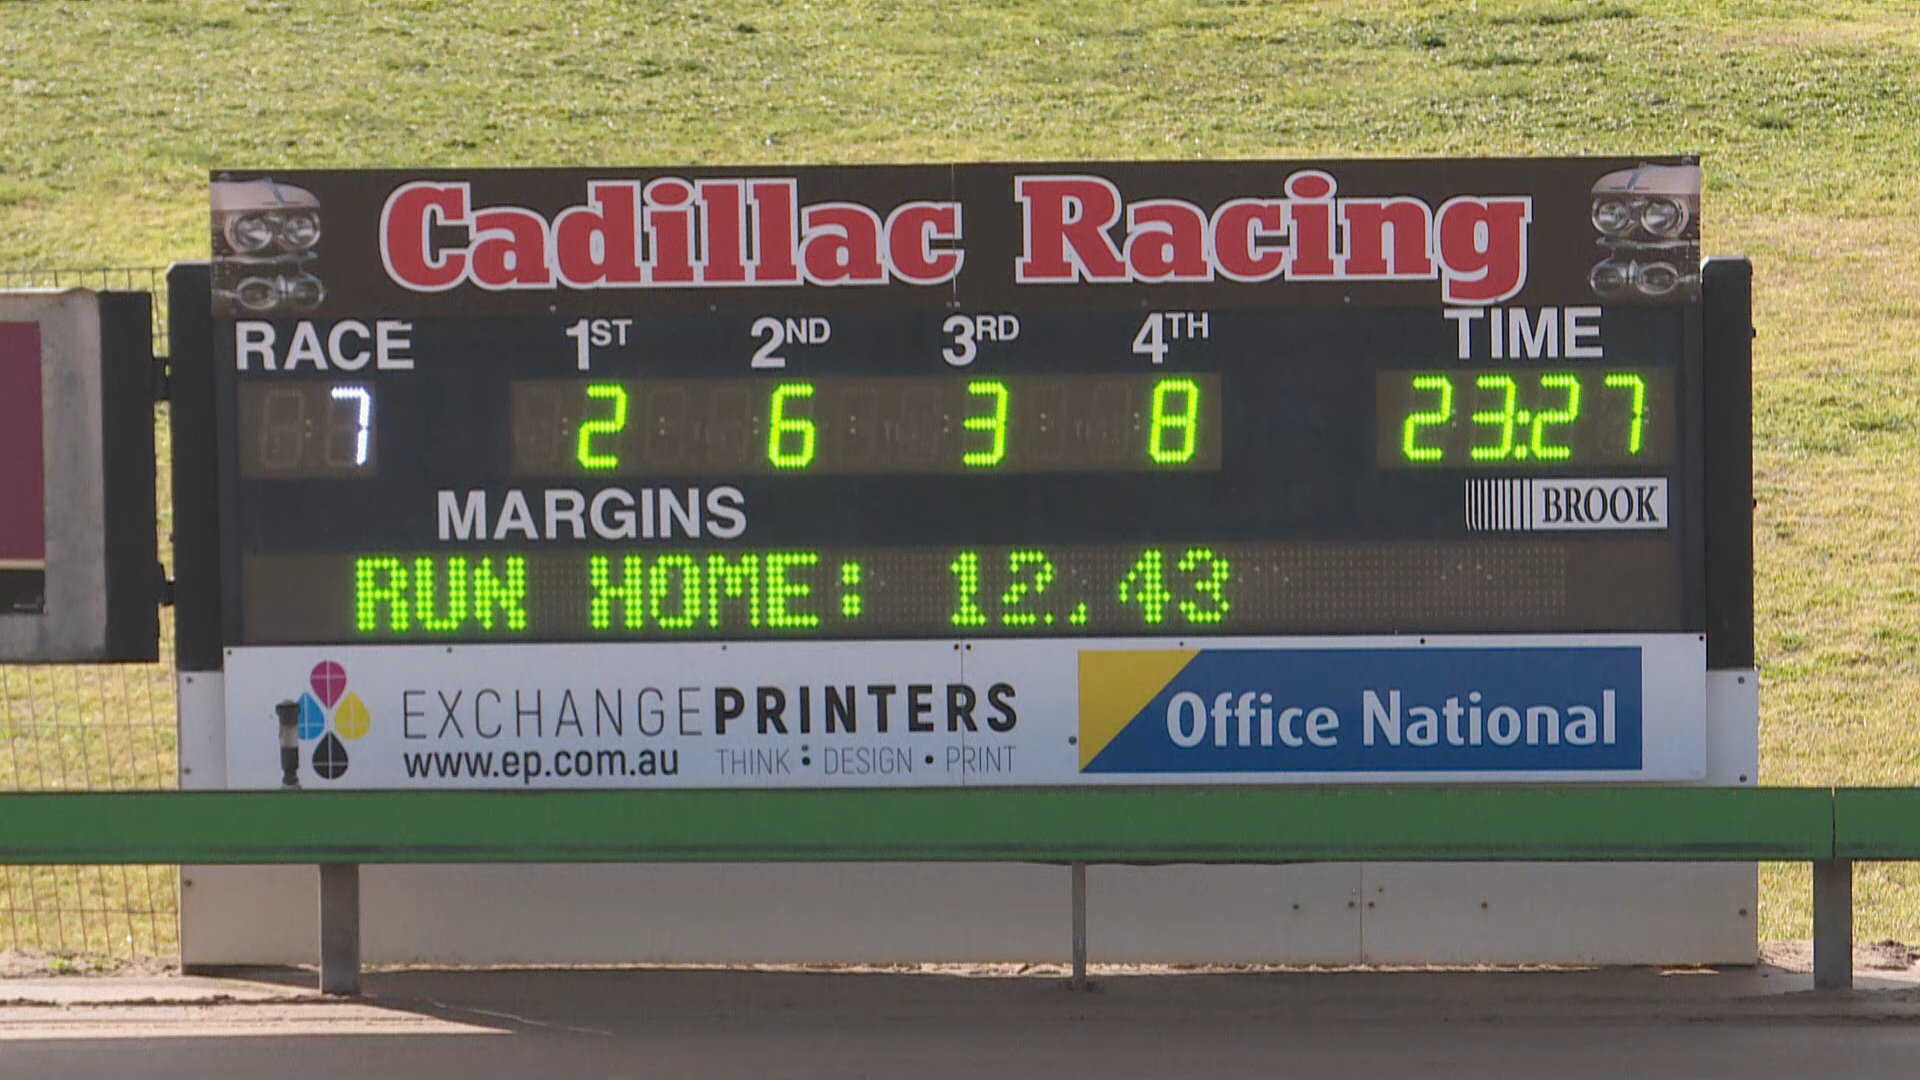 Cadillac Racing
RACE 1ST 2ND 3RD 4TH TIME
7 2 6 3 8 23:27
MARGINS BROOK
RUN HOME: 12.43
EXCHANGEPRINTERS
www.ep.com.au THINK : DESIGN • PRINT
Office National